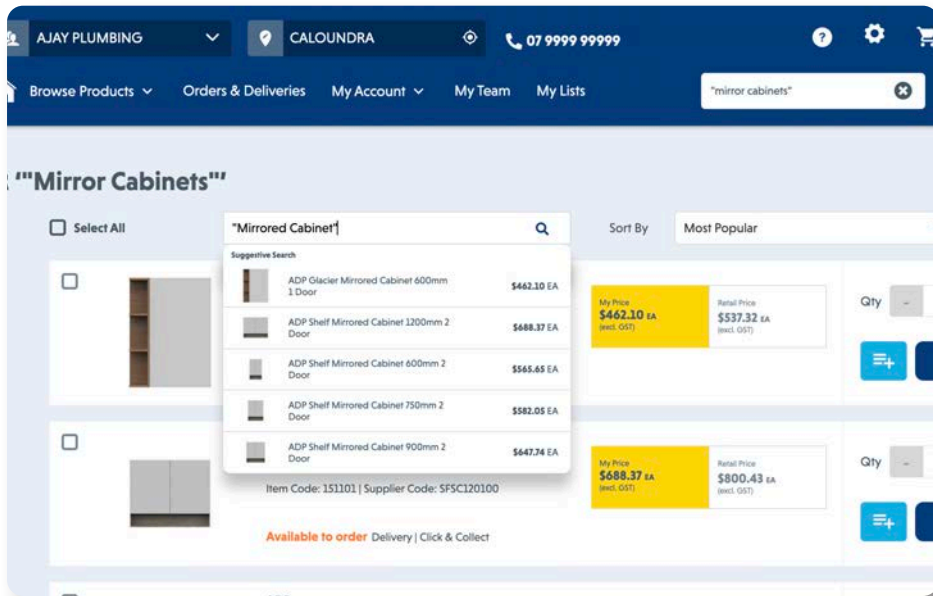 AJAY PLUMBING
CALOUNDRA
07 9999 99999
?
Browse Products
Orders & Deliveries
My Account
My Team
My Lists
"mirror cabinets"
'"Mirror Cabinets"'
Select All
"Mirrored Cabinet"
Sort By
Most Popular
Suggestive Search
ADP Glacier Mirrored Cabinet 600mm
1 Door
$462.10 EA
ADP Shelf Mirrored Cabinet 1200mm 2
Door
$688.37 EA
ADP Shelf Mirrored Cabinet 600mm 2
Door
$565.65 EA
ADP Shelf Mirrored Cabinet 750mm 2
Door
$582.05 EA
ADP Shelf Mirrored Cabinet 900mm 2
Door
$647.74 EA
My Price
$462.10 EA
(excl. GST)
Retail Price
$537.32 EA
(excl. GST)
Qty
-
Item Code: 151101 | Supplier Code: SFSC120100
Available to order Delivery | Click & Collect
My Price
$688.37 EA
(excl. GST)
Retail Price
$800.43 EA
(excl. GST)
Qty
-